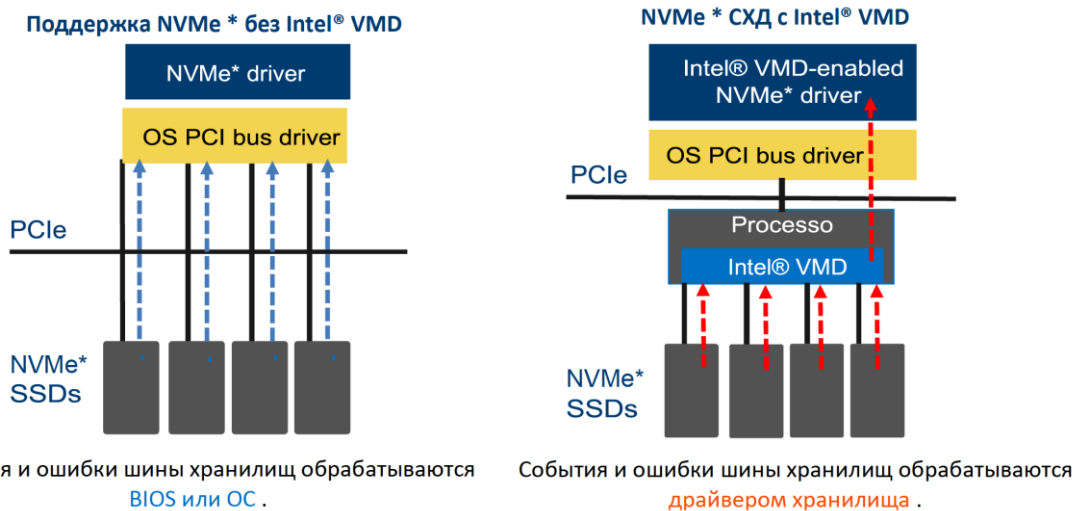 Поддержка NVMe * без Intel® VMD
NVMe* driver
OS PCI bus driver
PCIe
NVMe*
SSDs
я и ошибки шины хранилищ обрабатываются
BIOS или ОС .
NVMe * СХД с Intel® VMD
Intel® VMD-enabled
NVMe* driver
OS PCI bus driver
PCIe
Процессо
Intel® VMD
NVMe*
SSDs
События и ошибки шины хранилищ обрабатываются
драйвером хранилища .